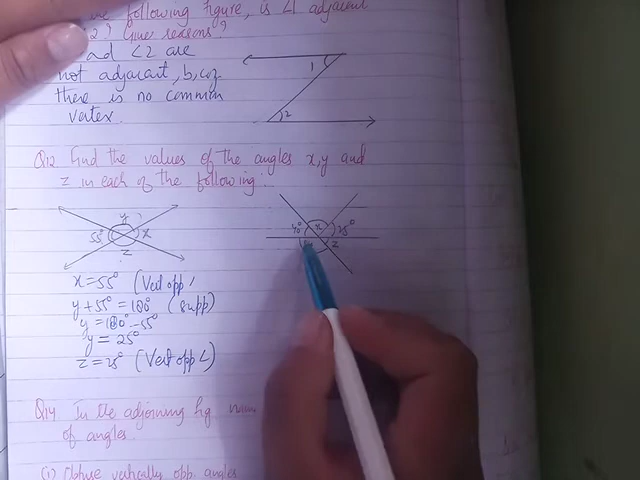 following figure, is ∠1 adjacent
2? Give reasons?
∠2 are
not adjacent, b,coz
there is no common
vertex.
1
2
Q12 Find the values of the angles x,y and
z in each of the following:
y
55° x
z
40° x 25°
z
x = 55° (Vert opp
y + 55° = 180° (supp)
y = 180° - 55°
y = 25°
z = 25° (Vert opp ∠)
Q14 In the adjoining fig
of angles.
(i) Obtuse vertically opp. angles